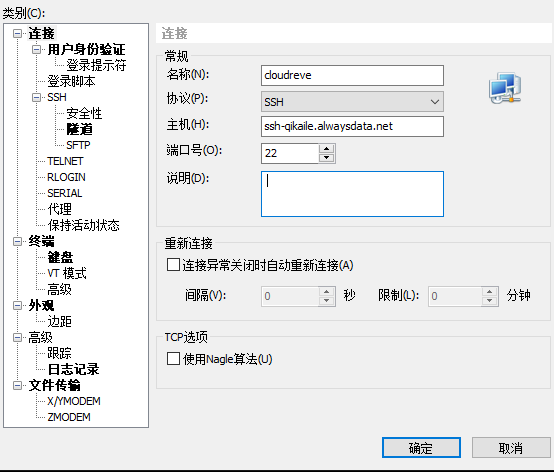 类别(C):
连接
用户身份验证
登录提示符
登录脚本
SSH
安全性
隧道
SFTP
TELNET
RLOGIN
SERIAL
代理
保持活动状态
终端
键盘
VT 模式
高级
外观
边距
高级
跟踪
日志记录
文件传输
X/YMODEM
ZMODEM
连接
常规
名称(N): cloudreve
协议(P): SSH
主机(H): ssh-qikaile.alwaysdata.net
端口号(O): 22
说明(D):
重新连接
连接异常关闭时自动重新连接(A)
间隔(V): 0 秒 限制(L): 0 分钟
TCP选项
使用Nagle算法(U)
确定 取消